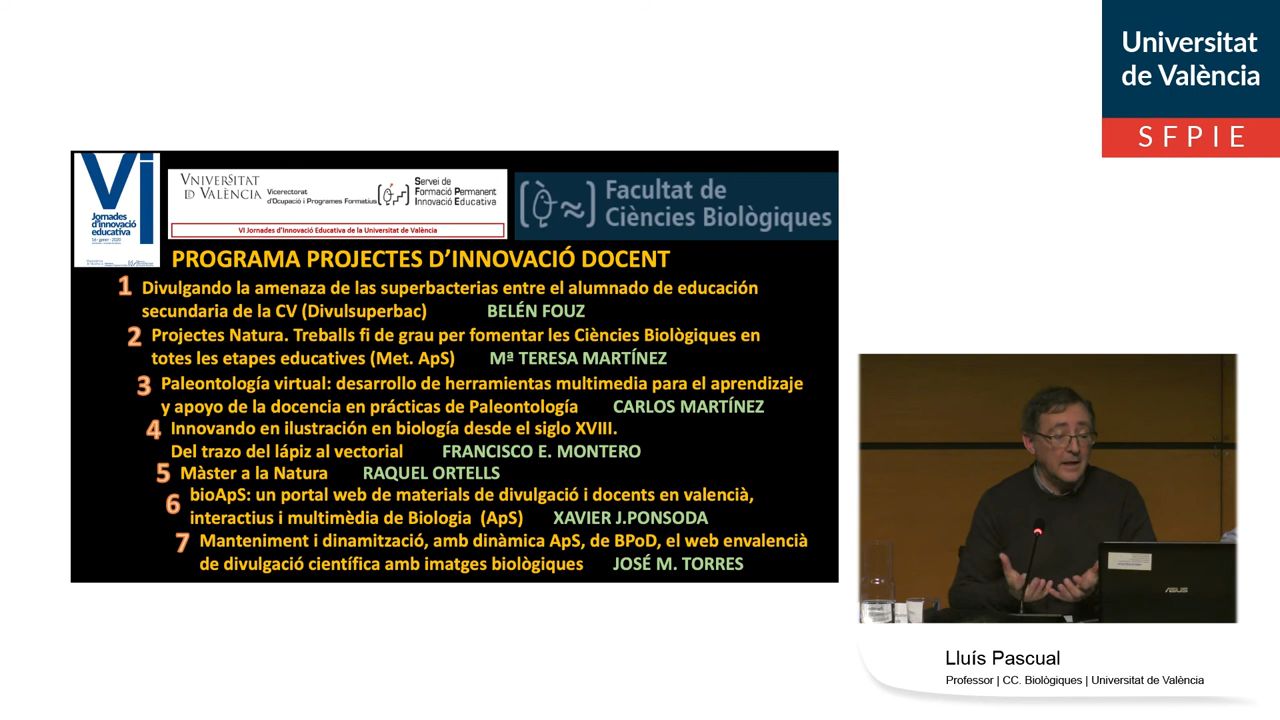 Universitat
de València
SFPIE
Vi
Jornades
d'innovació
educativa
VNIVERSITAT
ID VALÈNCIA
Vicerectorat
d'Ocupació i Programes Formatius
Servei de
Formació Permanent
Innovació Educativa
VI Jornades d'Innovació Educativa de la Universitat de València
Facultat de
Ciències Biològiques
PROGRAMA PROJECTES D'INNOVACIÓ DOCENT
1 Divulgando la amenaza de las superbacterias entre el alumnado de educación
secundaria de la CV (Divulsuperbac) BELÉN FOUZ
2 Projectes Natura. Treballs fi de grau per fomentar les Ciències Biològiques en
totes les etapes educatives (Met. ApS) Mª TERESA MARTÍNEZ
3 Paleontología virtual: desarrollo de herramientas multimedia para el aprendizaje
y apoyo de la docencia en prácticas de Paleontología CARLOS MARTÍNEZ
4 Innovando en ilustración en biología desde el siglo XVIII.
Del trazo del lápiz al vectorial FRANCISCO E. MONTERO
5 Màster a la Natura RAQUEL ORTELLS
6 bioApS: un portal web de materials de divulgació i docents en valencià,
interactius i multimèdia de Biologia (ApS) XAVIER J.PONSODA
7 Manteniment i dinamització, amb dinàmica ApS, de BPoD, el web envalencià
de divulgació científica amb imatges biològiques JOSÉ M. TORRES
ASUS
Lluís Pascual
Professor | CC. Biològiques | Universitat de València